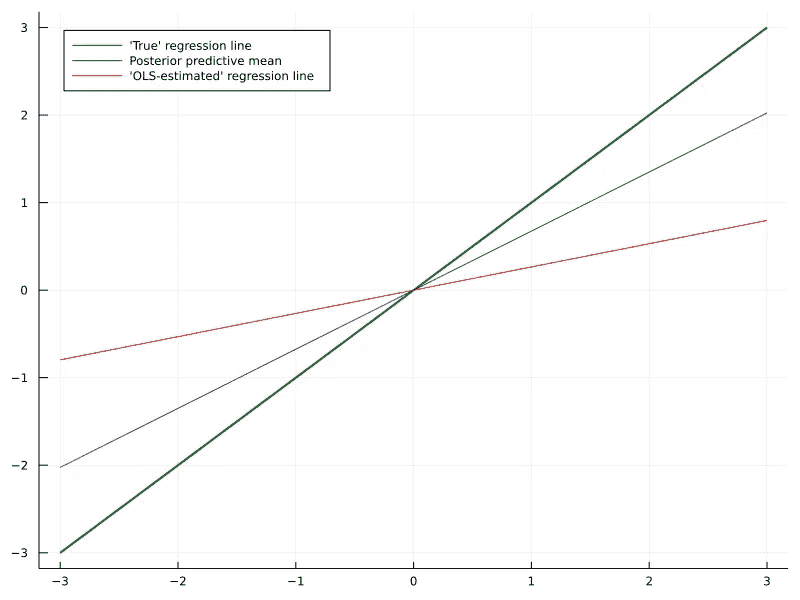 3
2
1
0
−1
−2
−3
'True' regression line
Posterior predictive mean
'OLS-estimated' regression line
−3 −2 −1 0 1 2 3